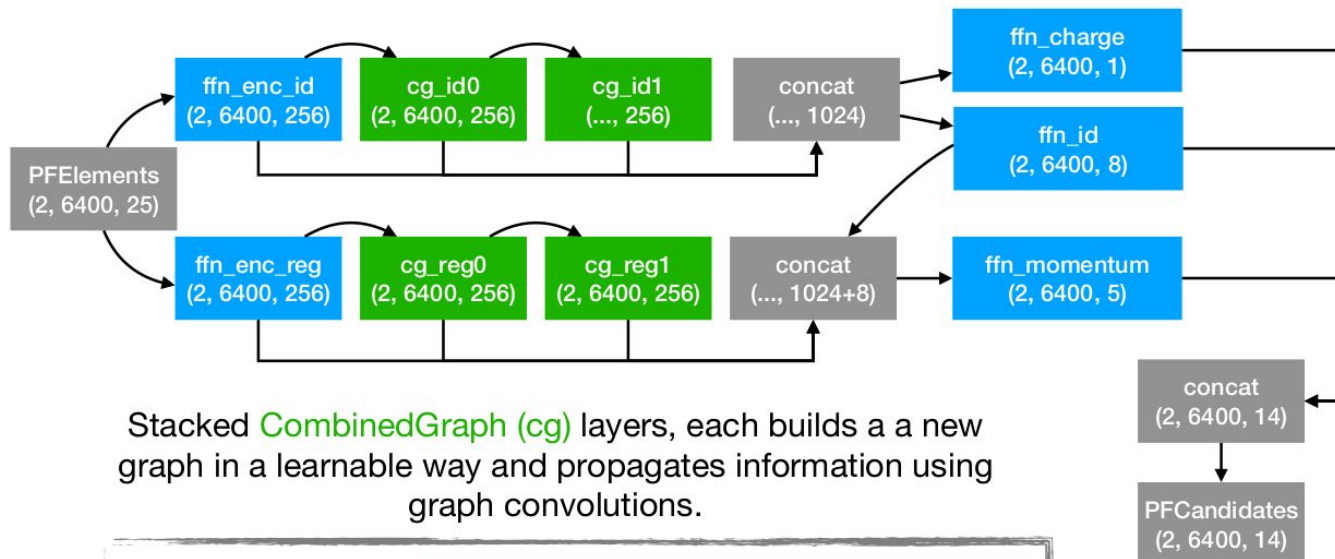 PFElements
(2, 6400, 25)
ffn_enc_id
(2, 6400, 256)
cg_id0
(2, 6400, 256)
cg_id1
(..., 256)
concat
(..., 1024)
ffn_charge
(2, 6400, 1)
ffn_id
(2, 6400, 8)
ffn_enc_reg
(2, 6400, 256)
cg_reg0
(2, 6400, 256)
cg_reg1
(2, 6400, 256)
concat
(..., 1024+8)
ffn_momentum
(2, 6400, 5)
concat
(2, 6400, 14)
PFCandidates
(2, 6400, 14)
Stacked CombinedGraph (cg) layers, each builds a a new
graph in a learnable way and propagates information using
graph convolutions.